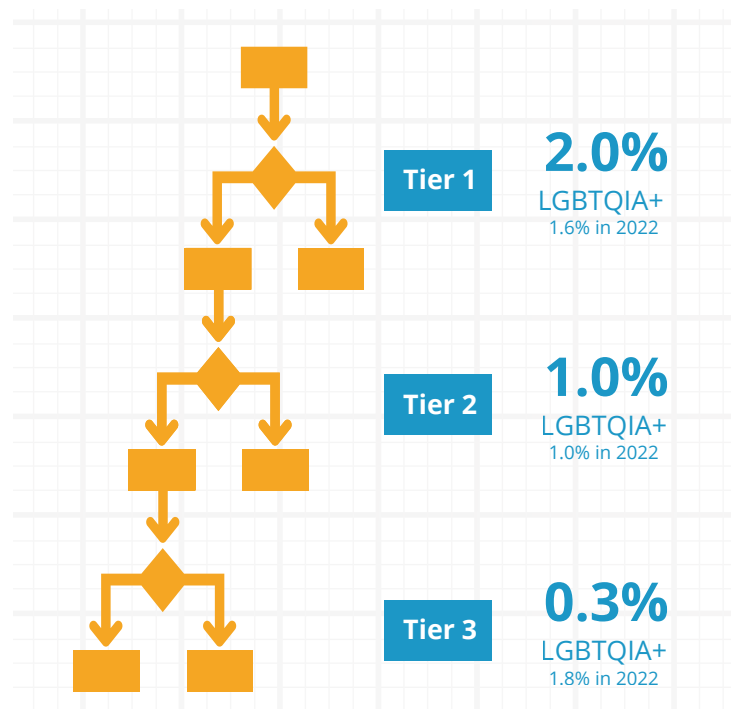 Tier 1
2.0%
LGBTQIA+
1.6% in 2022
Tier 2
1.0%
LGBTQIA+
1.0% in 2022
Tier 3
0.3%
LGBTQIA+
1.8% in 2022